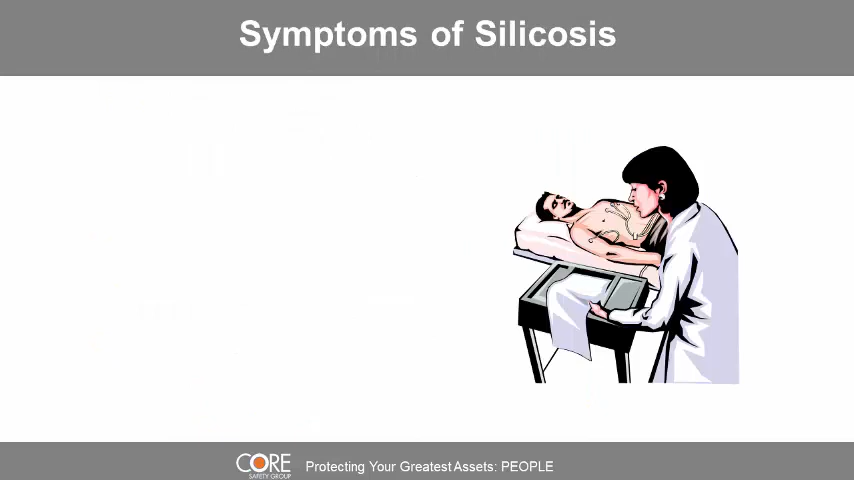 Symptoms of Silicosis
CORE
SAFETY GROUP
Protecting Your Greatest Assets: PEOPLE